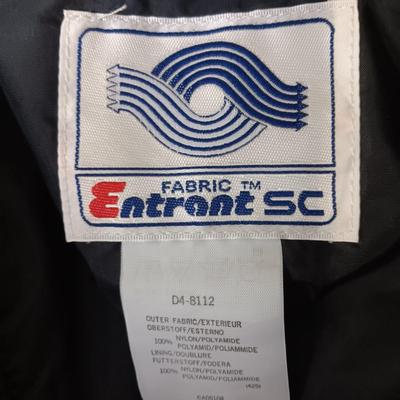 FABRIC ™
Entrant SC
D4-8112
OUTER FABRIC/EXTERIEUR
OBERSTOFF/ESTERNO
100% NYLON/POLYAMIDE
POLYAMID/POLIAMMIDE
LINING/DOUBLURE
FUTTERSTOFF/FODERA
100% NYLON/POLYAMIDE
POLYAMID/POLIAMMIDE
(425)